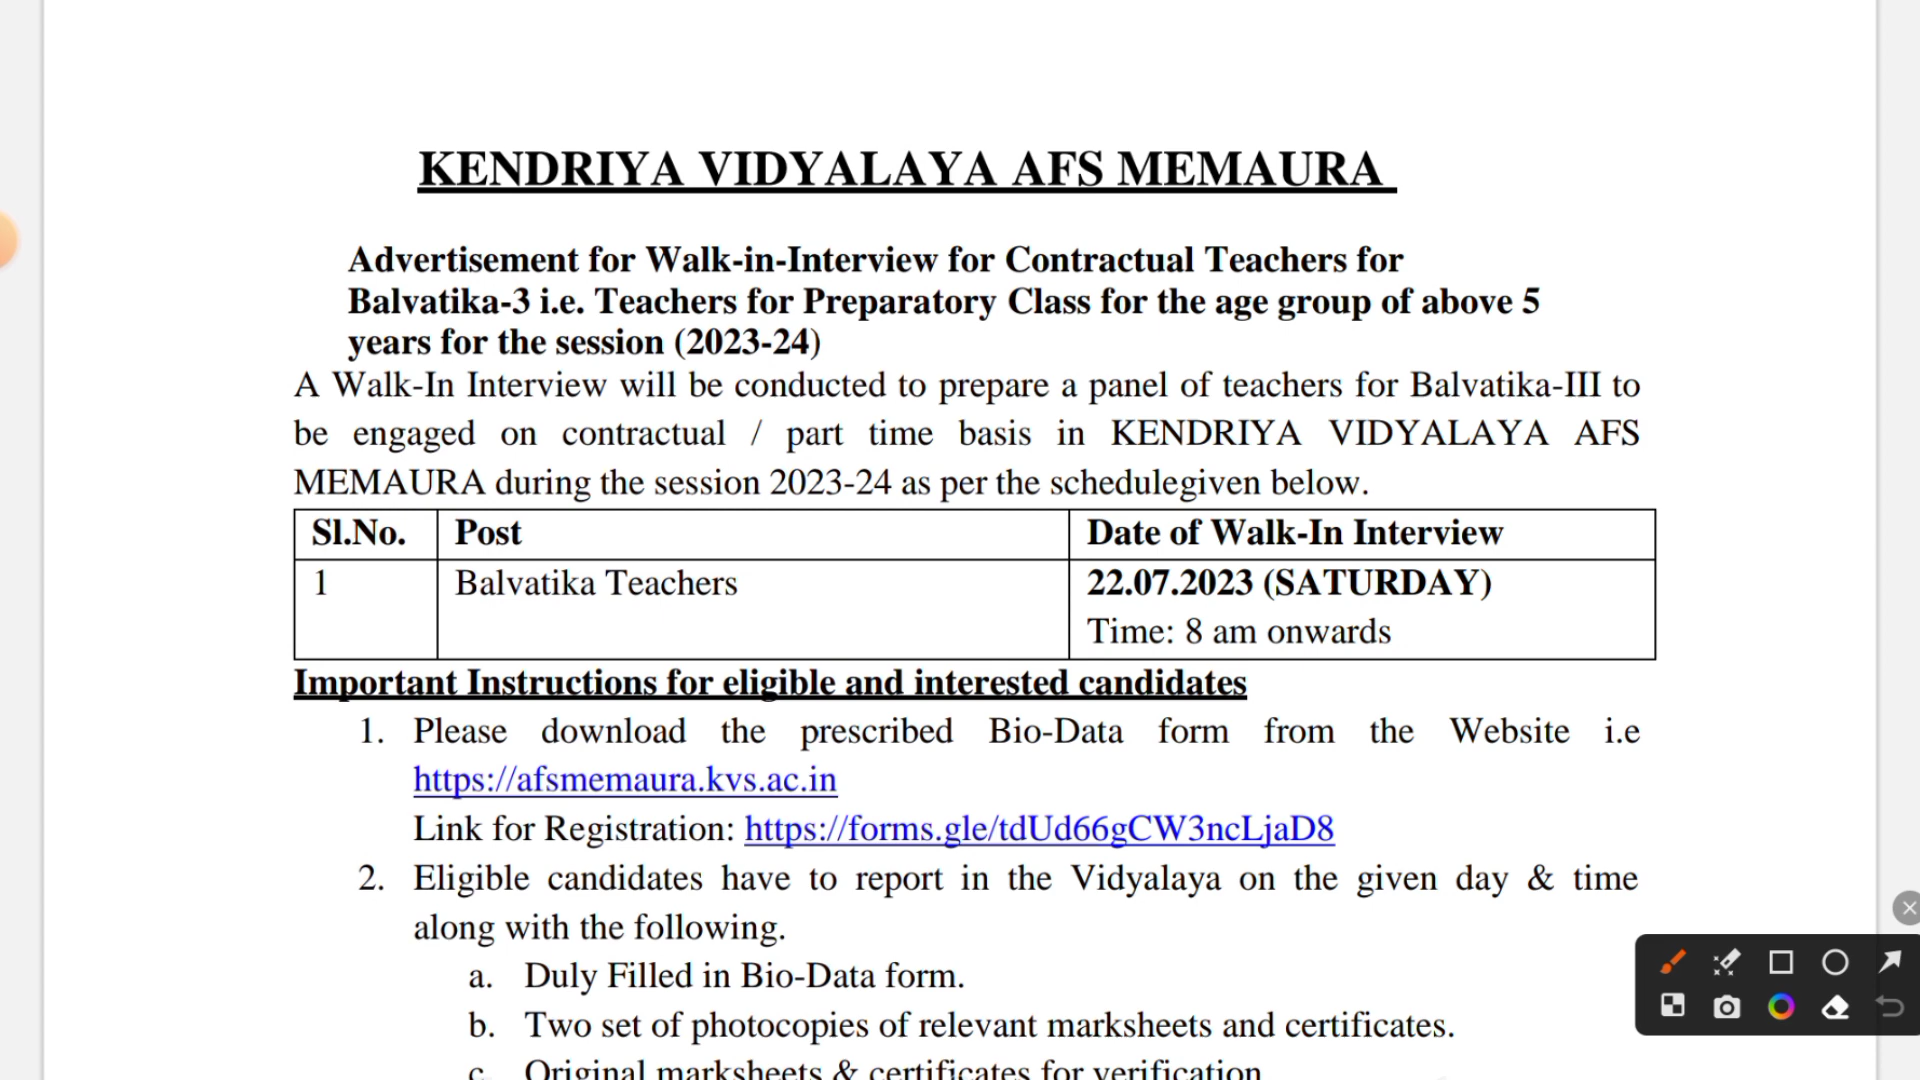 KENDRIYA VIDYALAYA AFS MEMAURA
Advertisement for Walk-in-Interview for Contractual Teachers for
Balvatika-3 i.e. Teachers for Preparatory Class for the age group of above 5
years for the session (2023-24)
A Walk-In Interview will be conducted to prepare a panel of teachers for Balvatika-III to
be engaged on contractual / part time basis in KENDRIYA VIDYALAYA AFS
MEMAURA during the session 2023-24 as per the schedulegiven below.
Sl.No. Post Date of Walk-In Interview
1 Balvatika Teachers 22.07.2023 (SATURDAY)
Time: 8 am onwards
Important Instructions for eligible and interested candidates
1. Please download the prescribed Bio-Data form from the Website i.e
https://afsmemaura.kvs.ac.in
Link for Registration: https://forms.gle/tdUd66gCW3ncLjaD8
2. Eligible candidates have to report in the Vidyalaya on the given day & time
along with the following.
a. Duly Filled in Bio-Data form.
b. Two set of photocopies of relevant marksheets and certificates.
c. Original marksheets & certificates for verification